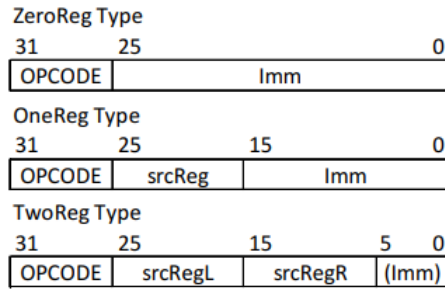 ZeroReg Type
31 25 0
OPCODE Imm
OneReg Type
31 25 15 0
OPCODE srcReg Imm
TwoReg Type
31 25 15 5 0
OPCODE srcRegL srcRegR (Imm)